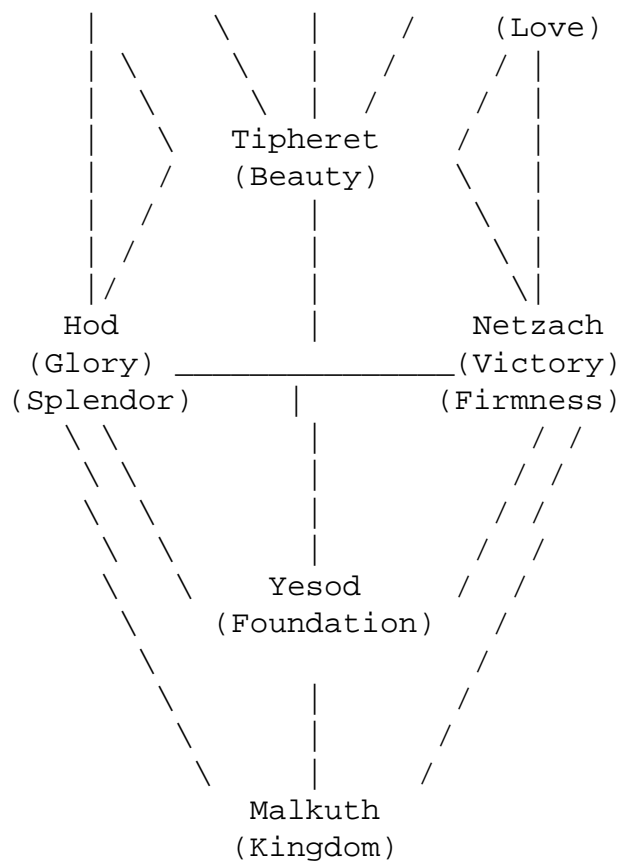 (Love)
Tipheret
(Beauty)
Hod Netzach
(Glory) (Victory)
(Splendor) (Firmness)
Yesod
(Foundation)
Malkuth
(Kingdom)